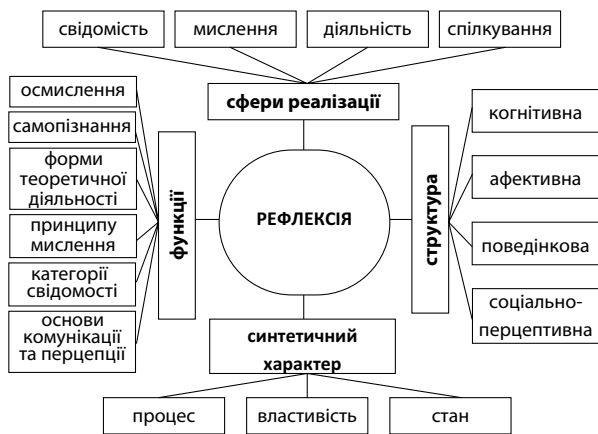 свідомість
мислення
діяльність
спілкування
сфери реалізації
осмислення
самопізнання
форми
теоретичної
діяльності
принципу
мислення
категорії
свідомості
основи
комунікації
та перцепції
функції
РЕФЛЕКСІЯ
структура
когнітивна
афективна
поведінкова
соціально-
перцептивна
синтетичний
характер
процес
властивість
стан